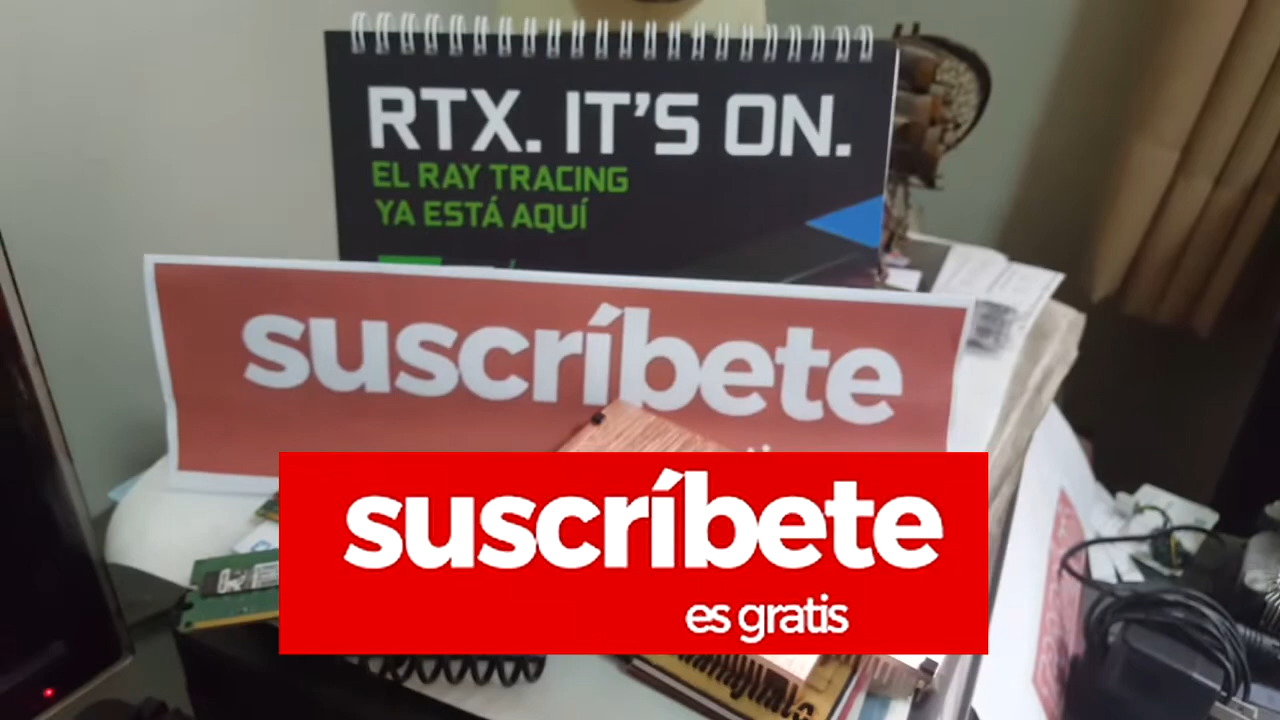 RTX. IT'S ON.
EL RAY TRACING
YA ESTÁ AQUÍ
suscríbete
suscríbete
es gratis